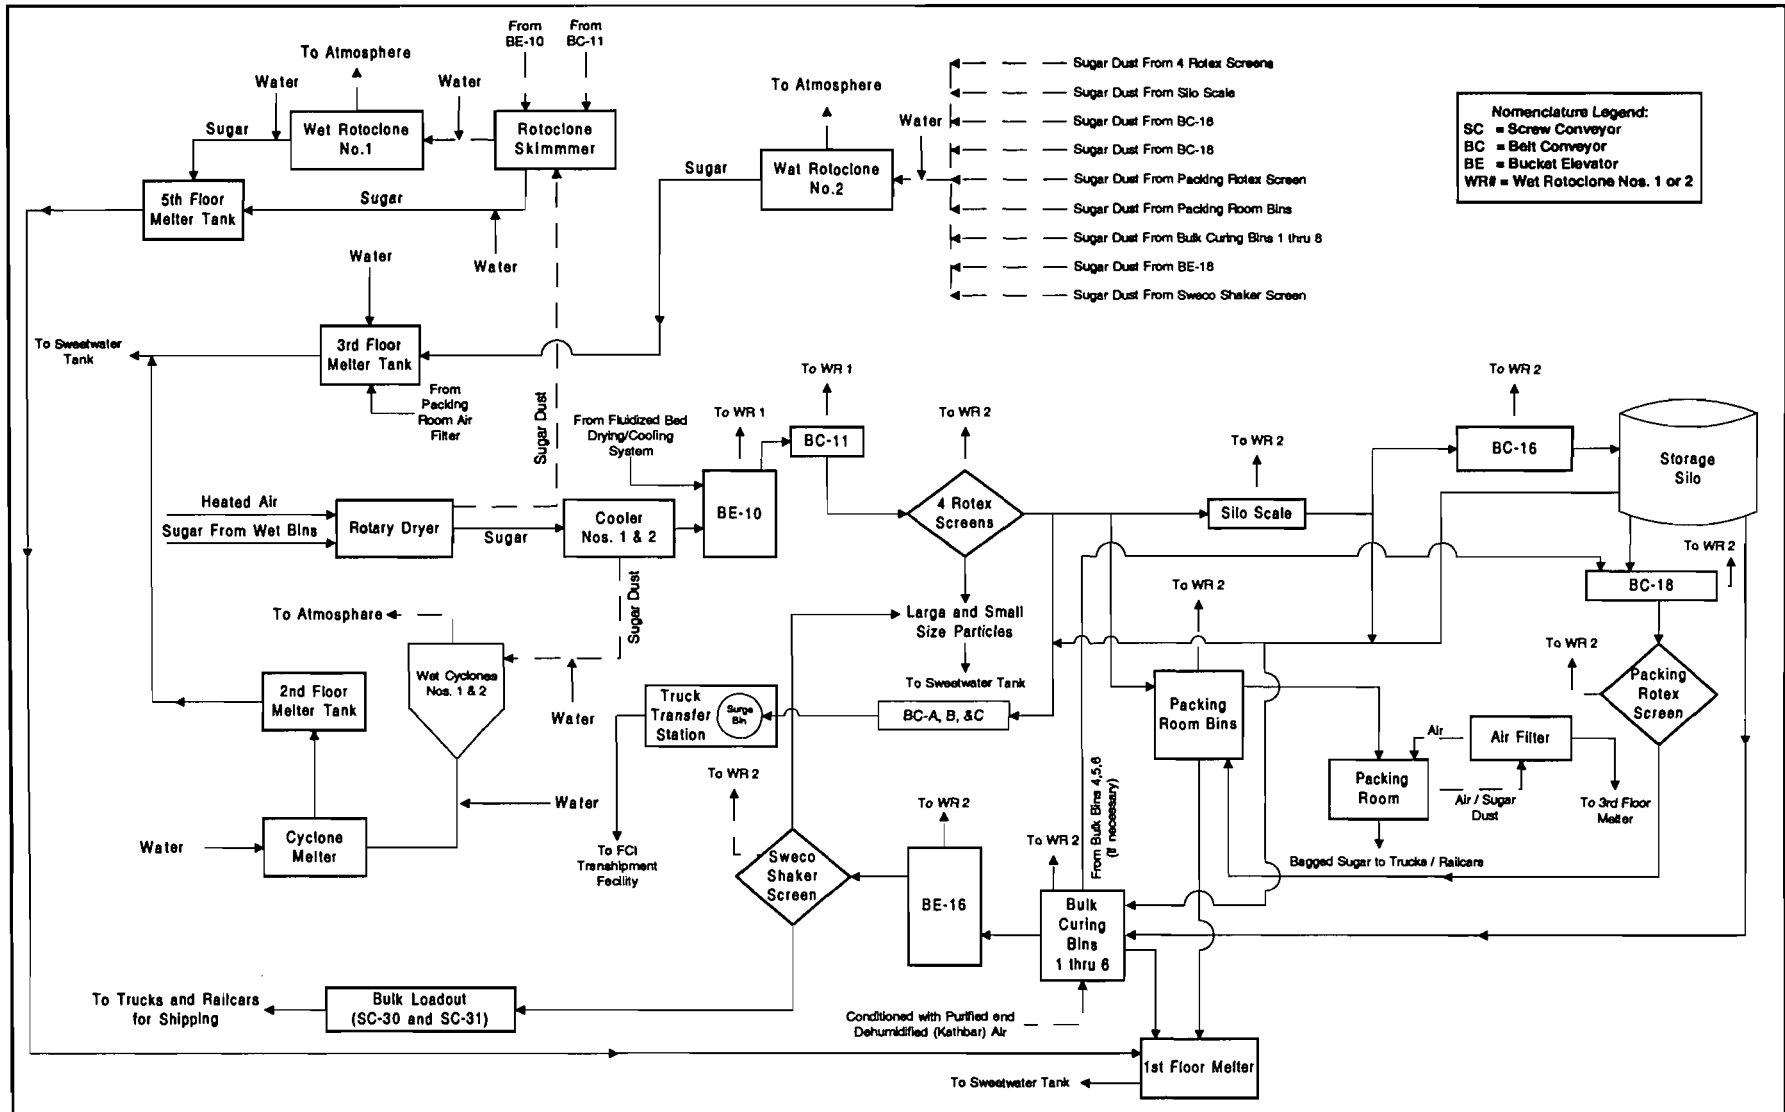 From
BE-10
From
BC-11
To Atmosphere
Water
Water
Sugar
Wet Rotoclone
No.1
Rotoclone
Skimmmer
5th Floor
Melter Tank
Sugar
Water
To Atmosphere
Water
Sugar
Wat Rotoclone
No.2
Sugar Dust From 4 Rotex Screens
Sugar Dust From Silo Scale
Sugar Dust From BC-16
Sugar Dust From BC-18
Sugar Dust From Packing Rotex Screen
Sugar Dust From Packing Room Bins
Sugar Dust From Bulk Curing Bins 1 thru 6
Sugar Dust From BE-18
Sugar Dust From Sweco Shaker Screen
Nomenclature Legend:
SC = Screw Conveyor
BC = Belt Conveyor
BE = Bucket Elevator
WR# = Wet Rotoclone Nos. 1 or 2
Water
To Sweetwater
Tank
3rd Floor
Melter Tank
From
Packing
Room Air
Filter
Sugar Dust
From Fluidized Bed
Drying/Cooling
System
To WR 1
To WR 1
BC-11
To WR 2
To WR 2
To WR 2
BC-16
Storage
Silo
Heated Air
Sugar From Wet Bins
Rotary Dryer
Sugar
Cooler
Nos. 1 & 2
BE-10
4 Rotex
Screens
Silo Scale
To WR 2
BC-18
Sugar Dust
To Atmosphare
Wet Cyclones
Nos. 1 & 2
Water
Larga and Small
Size Particles
To Sweetwater Tank
To WR 2
To WR 2
Packing
Rotex
Screen
2nd Floor
Melter Tank
Truck
Transfer
Station
Surge
Bin
BC-A, B, &C
Packing
Room Bins
Air
Air Filter
Packing
Room
Air / Sugar
Dust
To 3rd Floor
Melter
To WR 2
To WR 2
Water
Water
Cyclone
Melter
To FCI
Transhipment
Fecility
Sweco
Shaker
Screen
BE-16
To WR 2
From Bulk Bins 4,5,6
(If necessary)
Bagged Sugar to Trucks / Railcars
Bulk
Curing
Bins
1 thru 6
To Trucks and Railcars
for Shipping
Bulk Loadout
(SC-30 and SC-31)
Conditioned with Purified end
Dehumidified (Kathbar) Air
1st Floor Melter
To Sweetwater Tank